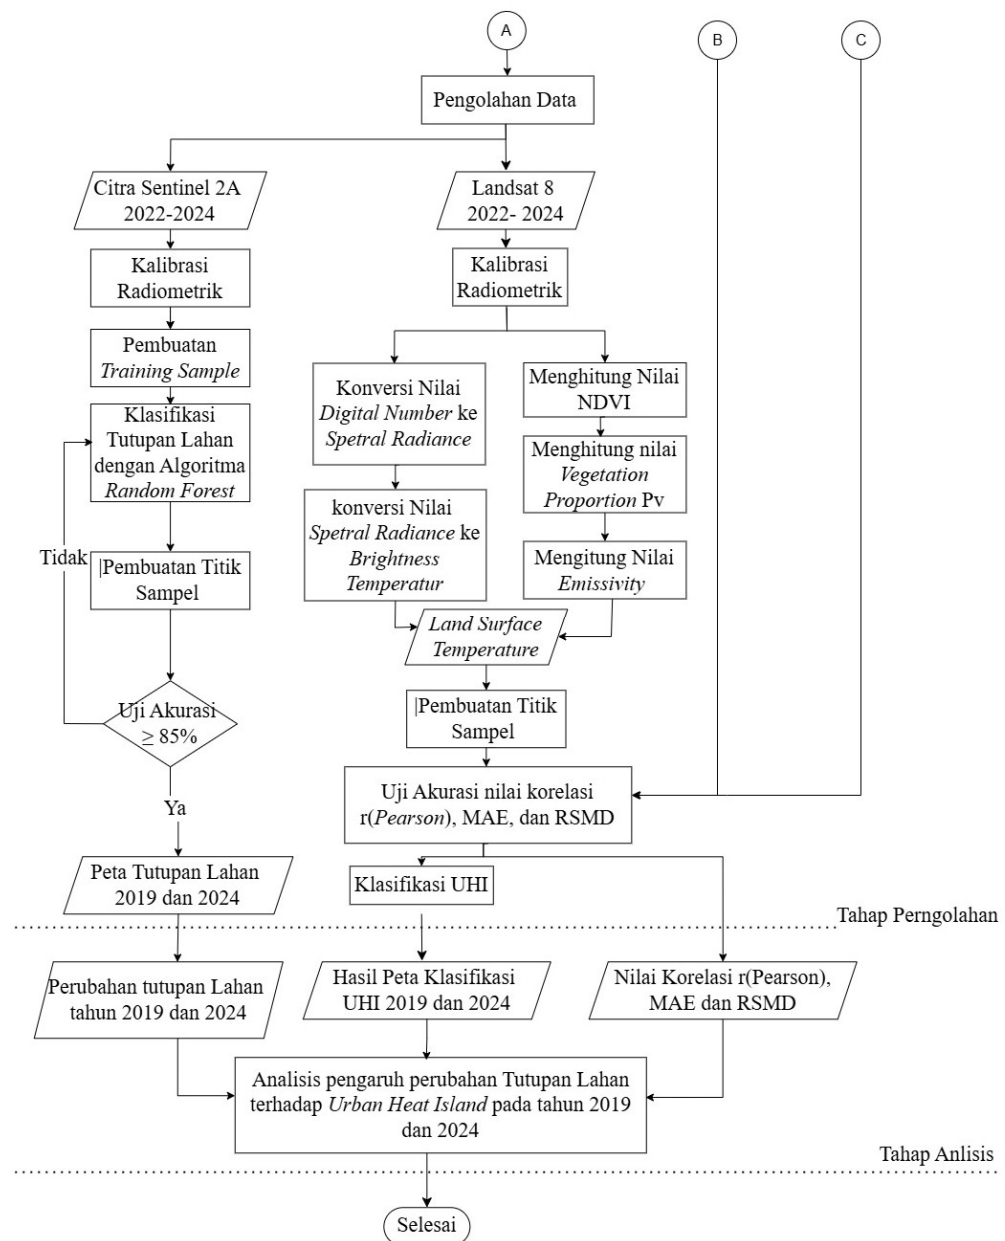 A
B
C
Pengolahan Data
Citra Sentinel 2A
2022-2024
Landsat 8
2022- 2024
Kalibrasi
Radiometrik
Kalibrasi
Radiometrik
Pembuatan
Training Sample
Klasifikasi
Tutupan Lahan
dengan Algoritma
Random Forest
Tidak
|Pembuatan Titik
Sampel
Uji Akurasi
≥ 85%
Ya
Peta Tutupan Lahan
2019 dan 2024
Konversi Nilai
Digital Number ke
Spetral Radiance
konversi Nilai
Spetral Radiance ke
Brightness
Temperatur
Menghitung Nilai
NDVI
Menghitung nilai
Vegetation
Proportion Pv
Mengitung Nilai
Emissivity
Land Surface
Temperature
|Pembuatan Titik
Sampel
Uji Akurasi nilai korelasi
r(Pearson), MAE, dan RSMD
Klasifikasi UHI
Tahap Perngolahan
Perubahan tutupan Lahan
tahun 2019 dan 2024
Hasil Peta Klasifikasi
UHI 2019 dan 2024
Nilai Korelasi r(Pearson),
MAE dan RSMD
Analisis pengaruh perubahan Tutupan Lahan
terhadap Urban Heat Island pada tahun 2019
dan 2024
Tahap Anlisis
Selesai